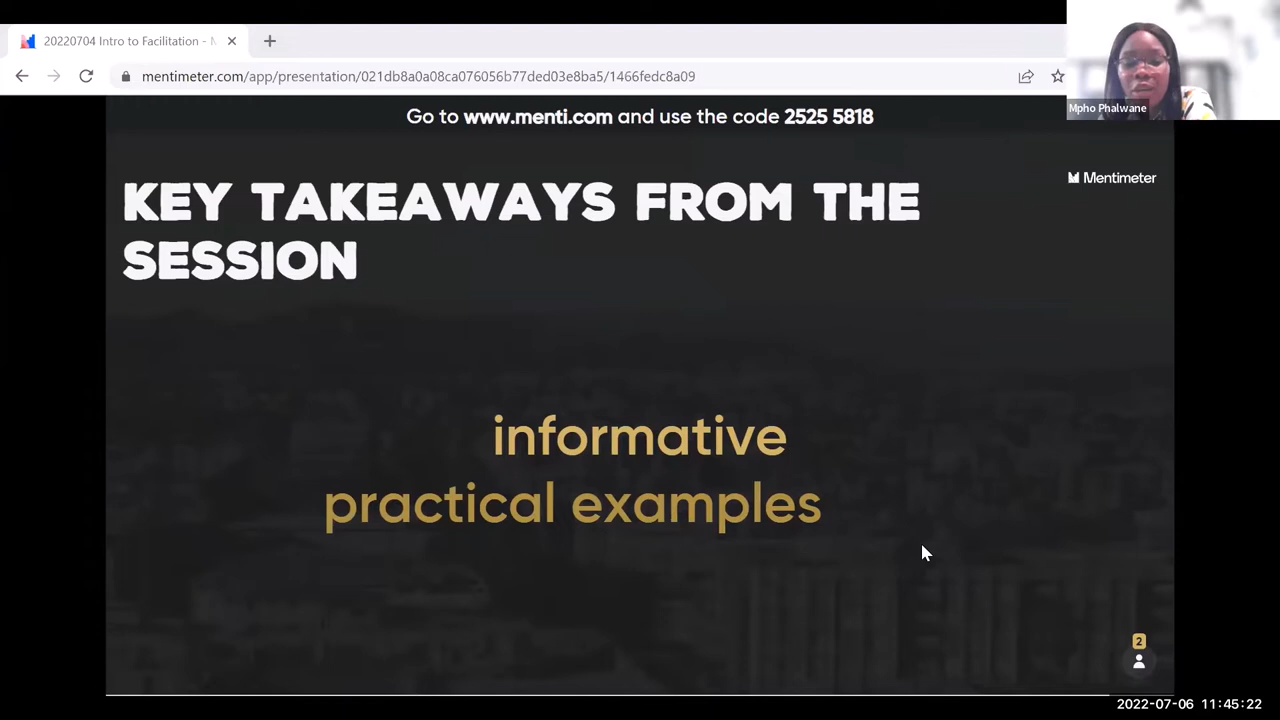 20220704 Intro to Facilitation -
mentimeter.com/app/presentation/021db8a0a08ca076056b77ded03e8ba5/1466fedc8a09
Mpho Phalwane
Go to www.menti.com and use the code 2525 5818
Mentimeter
KEY TAKEAWAYS FROM THE
SESSION
informative
practical examples
2
2022-07-06 11:45:22